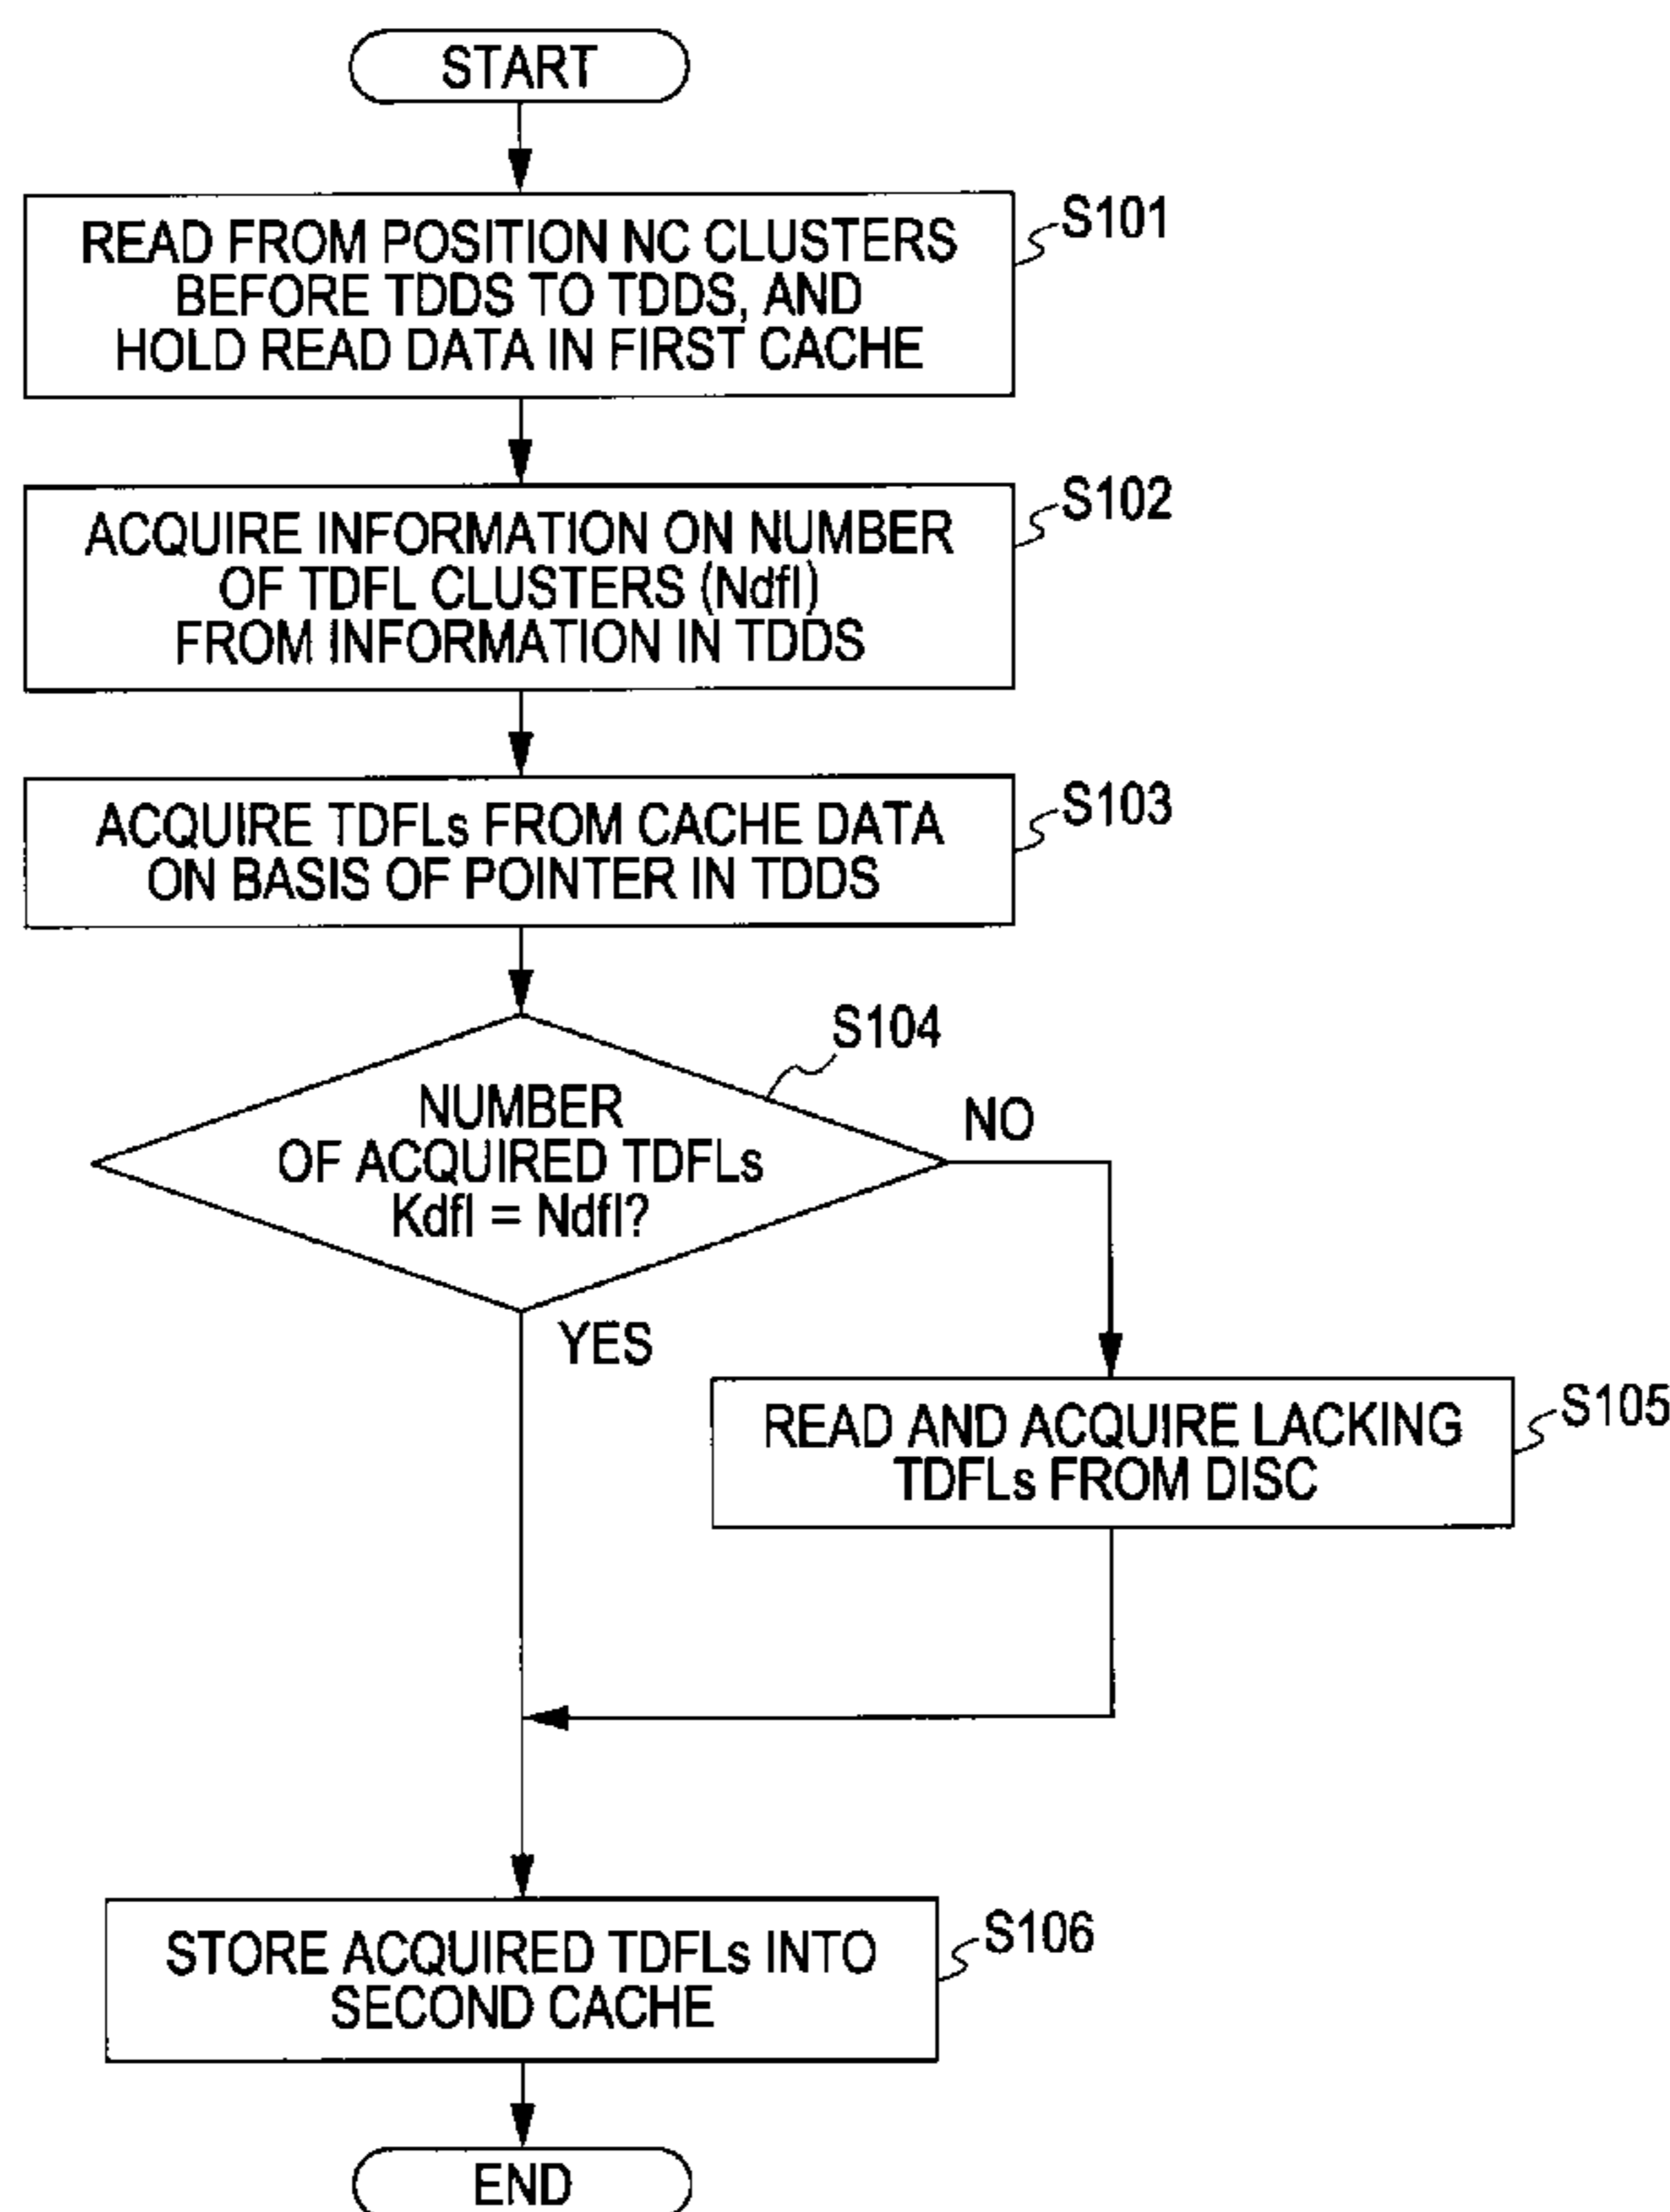 START
READ FROM POSITION NC CLUSTERS
BEFORE TDDS TO TDDS, AND
HOLD READ DATA IN FIRST CACHE
S101
ACQUIRE INFORMATION ON NUMBER
OF TDFL CLUSTERS (Ndfl)
FROM INFORMATION IN TDDS
S102
ACQUIRE TDFLs FROM CACHE DATA
ON BASIS OF POINTER IN TDDS
S103
S104
NUMBER
OF ACQUIRED TDFLs
Kdfl = Ndfl?
NO
YES
READ AND ACQUIRE LACKING
TDFLs FROM DISC
S105
STORE ACQUIRED TDFLs INTO
SECOND CACHE
S106
END